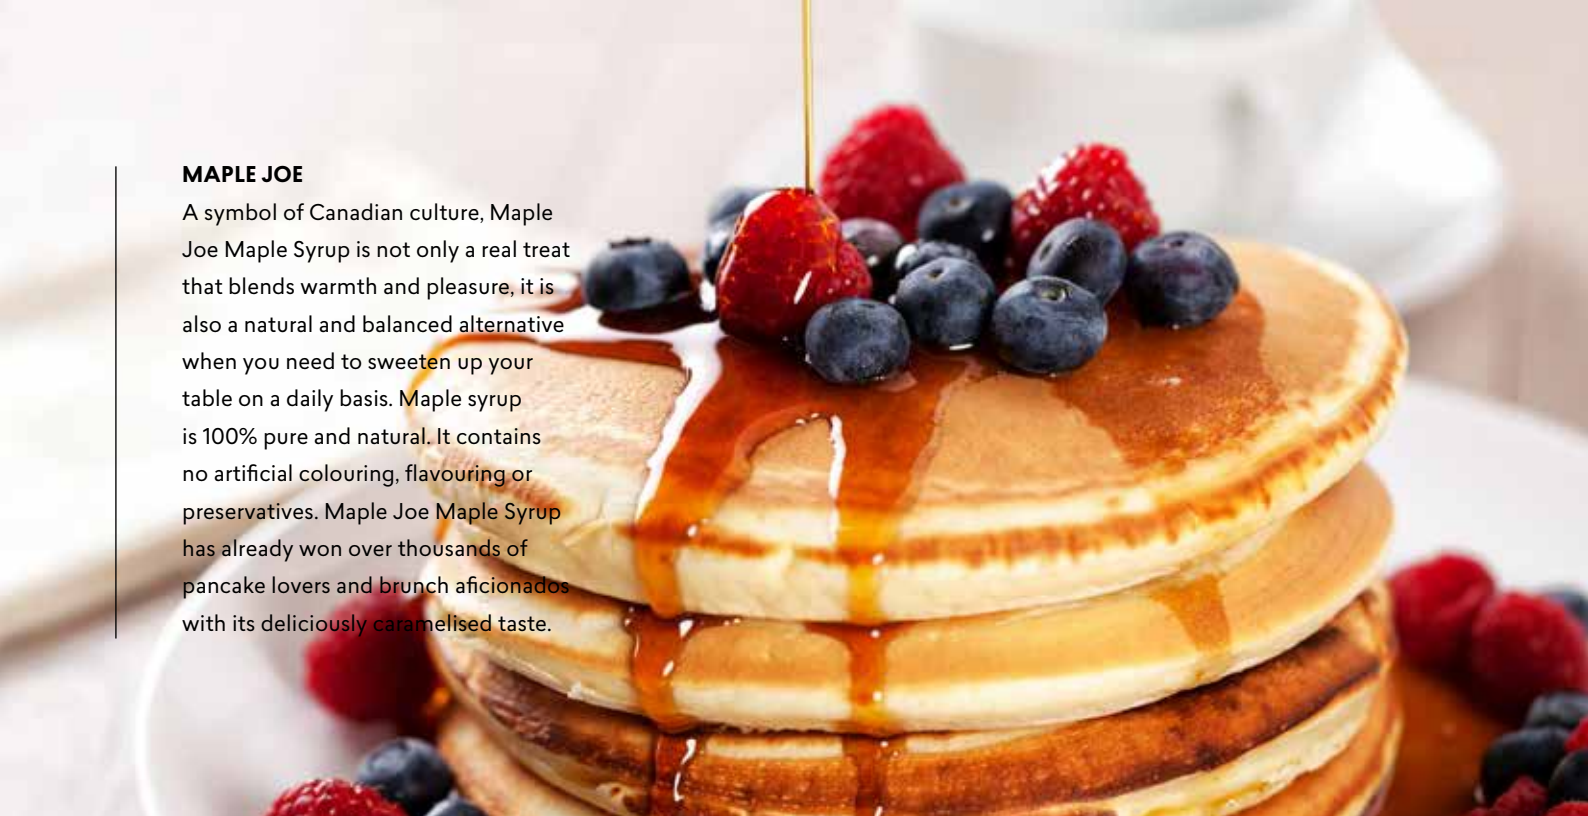 MAPLE JOE
A symbol of Canadian culture, Maple
Joe Maple Syrup is not only a real treat
that blends warmth and pleasure, it is
also a natural and balanced alternative
when you need to sweeten up your
table on a daily basis. Maple syrup
is 100% pure and natural. It contains
no artificial colouring, flavouring or
preservatives. Maple Joe Maple Syrup
has already won over thousands of
pancake lovers and brunch aficionados
with its deliciously caramelised taste.